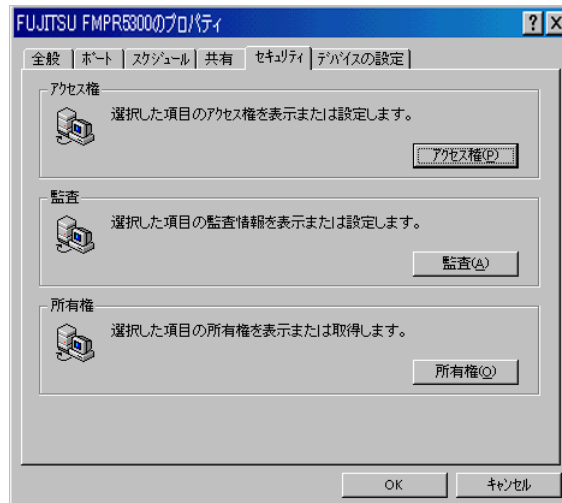 FUJITSU FMPR5300のプロパティ
全般 ポート スケジュール 共有 セキュリティ デバイスの設定
アクセス権
選択した項目のアクセス権を表示または設定します。
アクセス権(P)
監査
選択した項目の監査情報を表示または設定します。
監査(A)
所有権
選択した項目の所有権を表示または取得します。
所有権(O)
OK キャンセル